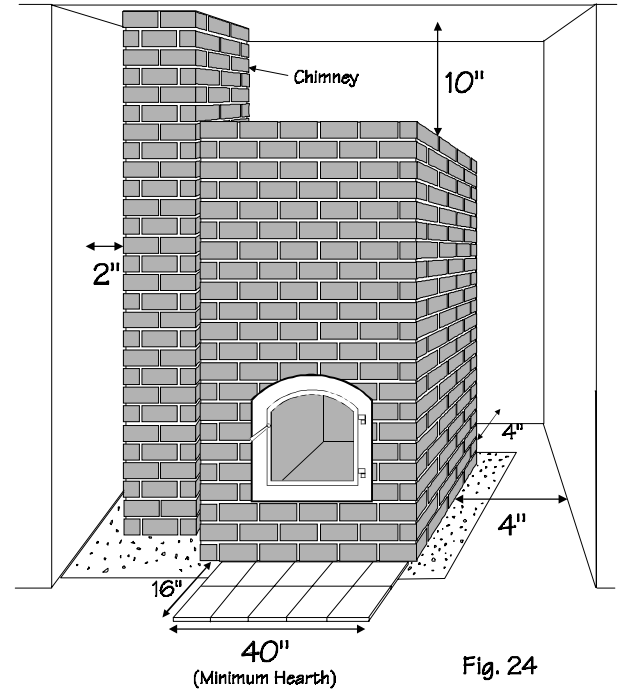 Chimney
10"
2"
4"
4"
16"
40"
(Minimum Hearth)
Fig. 24